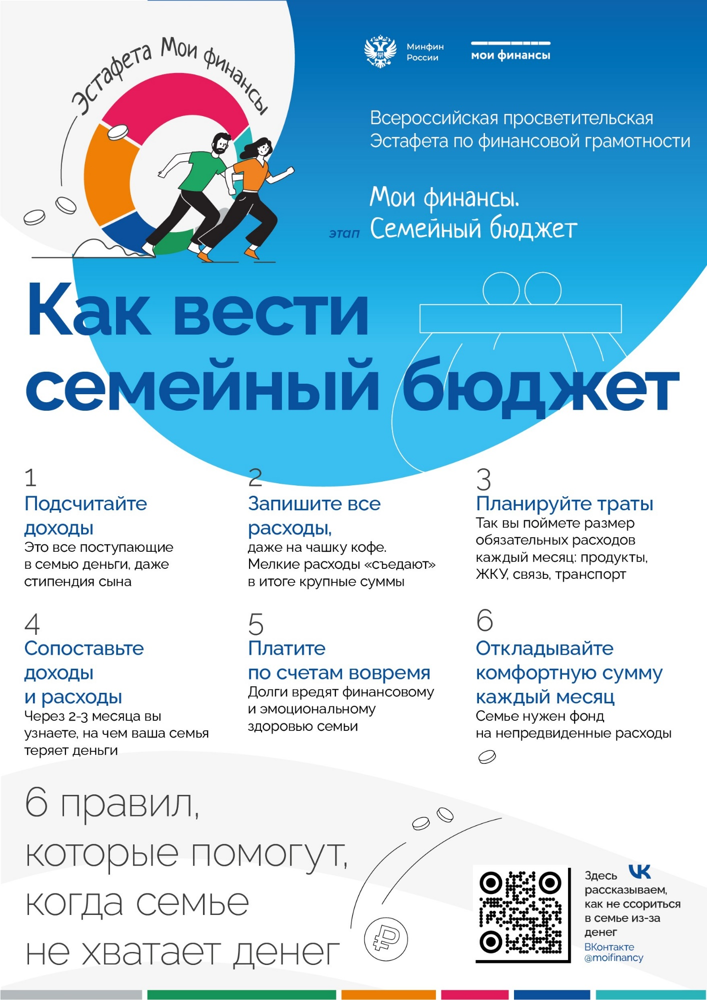 Эстафета Мои финансы
Минфин
России
мои финансы
Всероссийская просветительская
Эстафета по финансовой грамотности
Мои финансы.
этап Семейный бюджет
Как вести
семейный бюджет
1
Подсчитайте
доходы
Это все поступающие
в семью деньги, даже
стипендия сына
2
Запишите все
расходы,
даже на чашку кофе.
Мелкие расходы «съедают»
в итоге крупные суммы
3
Планируйте траты
Так вы поймете размер
обязательных расходов
каждый месяц: продукты,
ЖКУ, связь, транспорт
4
Сопоставьте
доходы
и расходы
Через 2-3 месяца вы
узнаете, на чем ваша семья
теряет деньги
5
Платите
по счетам вовремя
Долги вредят финансовому
и эмоциональному
здоровью семьи
6
Откладывайте
комфортную сумму
каждый месяц
Семье нужен фонд
на непредвиденные расходы
6 правил,
которые помогут,
когда семье
не хватает денег
Здесь VK
рассказываем,
как не ссориться
в семье из-за
денег
ВКонтакте
@moifinancy